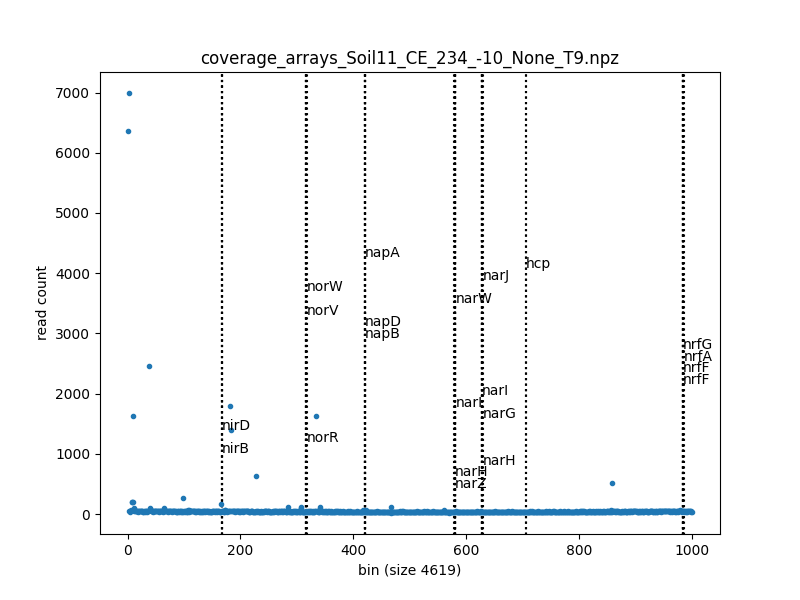 coverage_arrays_Soil11_CE_234_-10_None_T9.npz
read count
7000
6000
5000
4000
3000
2000
1000
0
napA
hcp
narJ
norW
narW
norV
napD
napB
nrfG
nrfA
nrfF
nrfF
narI
narG
nirD
norR
nirB
narH
narH
narZ
0
200
400
600
800
1000
bin (size 4619)